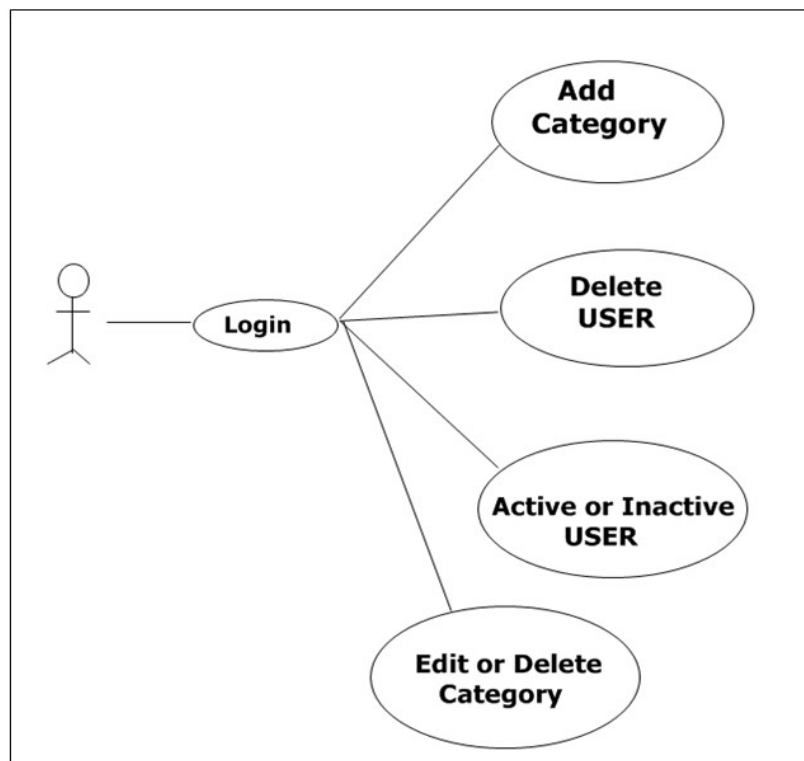 Add
Category
Delete
USER
Login
Active or Inactive
USER
Edit or Delete
Category